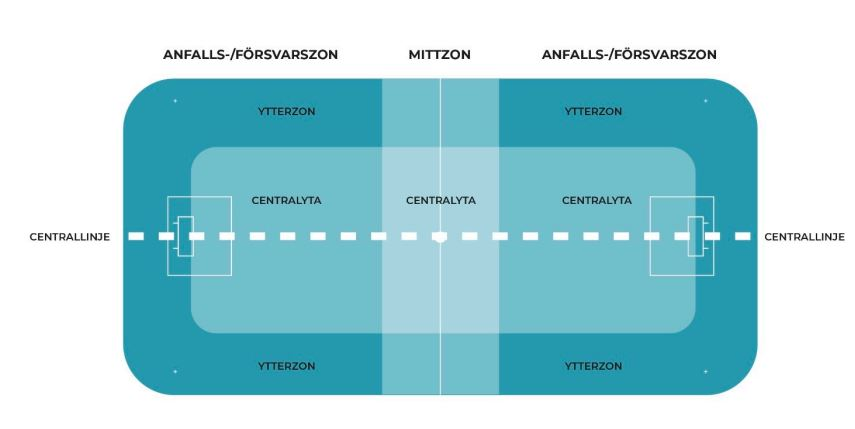 ANFALLS-/FÖRSVARSZON
MITTZON
ANFALLS-/FÖRSVARSZON
YTTERZON
YTTERZON
CENTRALYTA
CENTRALYTA
CENTRALYTA
CENTRALLINJE
CENTRALLINJE
YTTERZON
YTTERZON